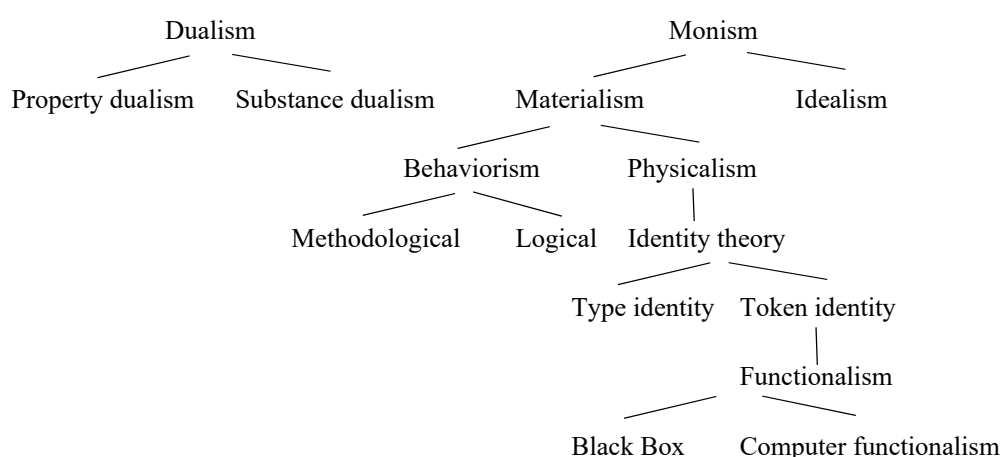 Dualism Monism
Property dualism Substance dualism Materialism Idealism
Behaviorism Physicalism
Methodological Logical Identity theory
Type identity Token identity
Functionalism
Black Box Computer functionalism